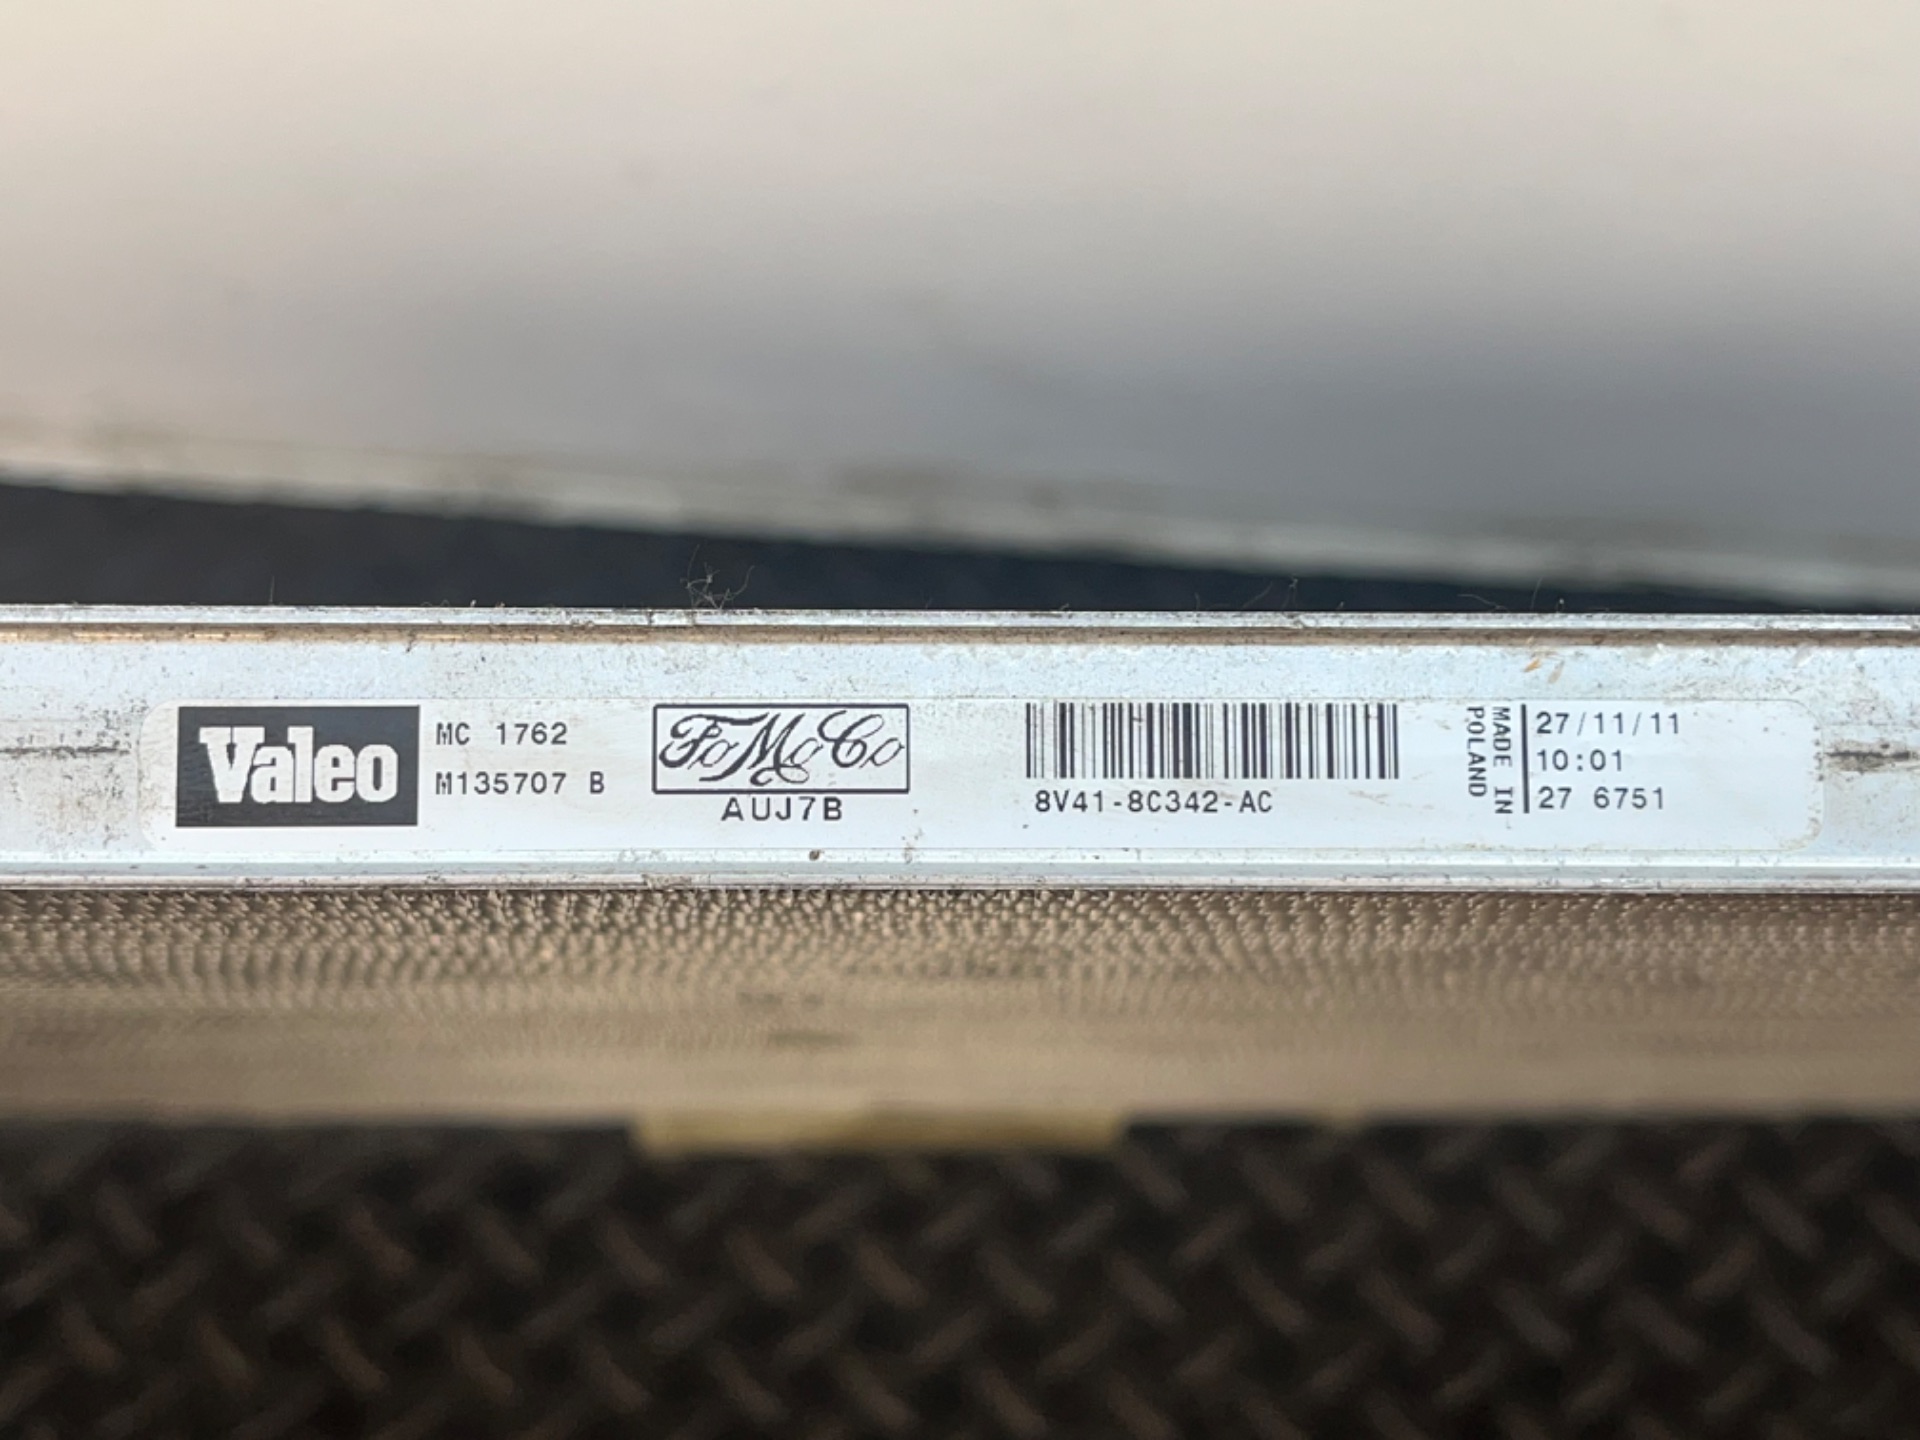 Valeo
MC 1762
M135707 B
FoMoCo
AUJ7B
8V41-8C342-AC
MADE IN
POLAND
27/11/11
10:01
27 6751